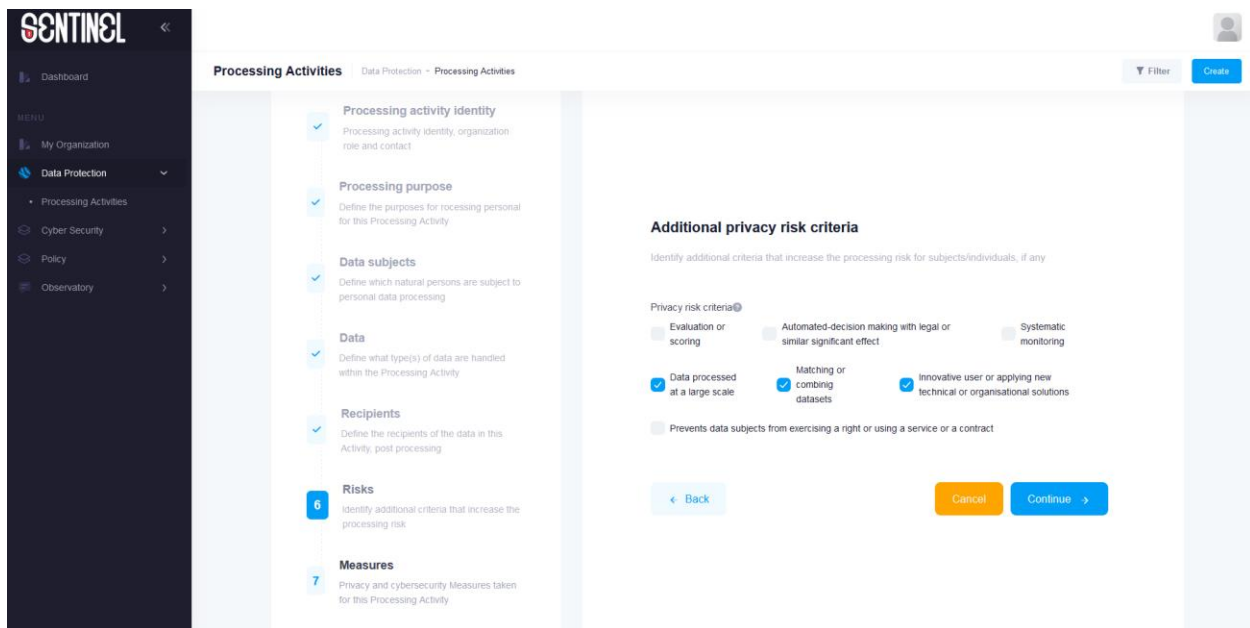 SENTINEL
Dashboard
MENU
My Organization
Data Protection
Processing Activities
Cyber Security
Policy
Observatory
Processing Activities
Data Protection - Processing Activities
Filter
Create
Processing activity identity
Processing activity identity, organization
role and contact
Processing purpose
Define the purposes for rocessing personal
for this Processing Activity
Data subjects
Define which natural persons are subject to
personal data processing
Data
Define what type(s) of data are handled
within the Processing Activity
Recipients
Define the recipients of the data in this
Activity, post processing
6
Risks
Identify additional criteria that increase the
processing risk
7
Measures
Privacy and cybersecurity Measures taken
for this Processing Activity
Additional privacy risk criteria
Identify additional criteria that increase the processing risk for subjects/individuals, if any
Privacy risk criteria
Evaluation or
scoring
Automated-decision making with legal or
similar significant effect
Systematic
monitoring
Data processed
at a large scale
Matching or
combinig
datasets
Innovative user or applying new
technical or organisational solutions
Prevents data subjects from exercising a right or using a service or a contract
Back
Cancel
Continue